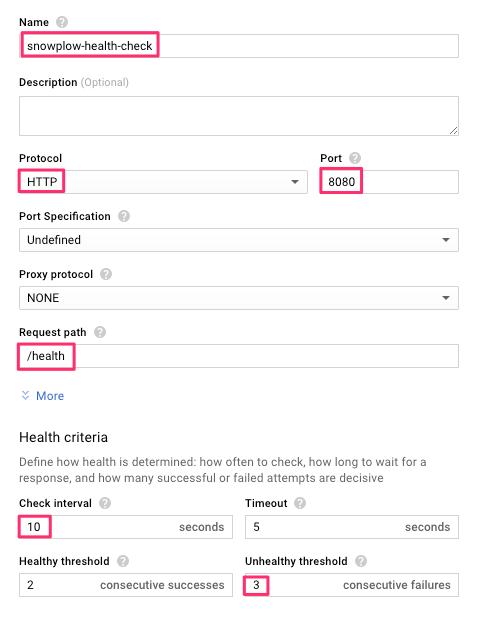 Name
snowplow-health-check
Description (Optional)
Protocol Port
HTTP 8080
Port Specification
Undefined
Proxy protocol
NONE
Request path
/health
More
Health criteria
Define how health is determined: how often to check, how long to wait for a
response, and how many successful or failed attempts are decisive
Check interval Timeout
10 seconds 5 seconds
Healthy threshold Unhealthy threshold
2 consecutive successes 3 consecutive failures